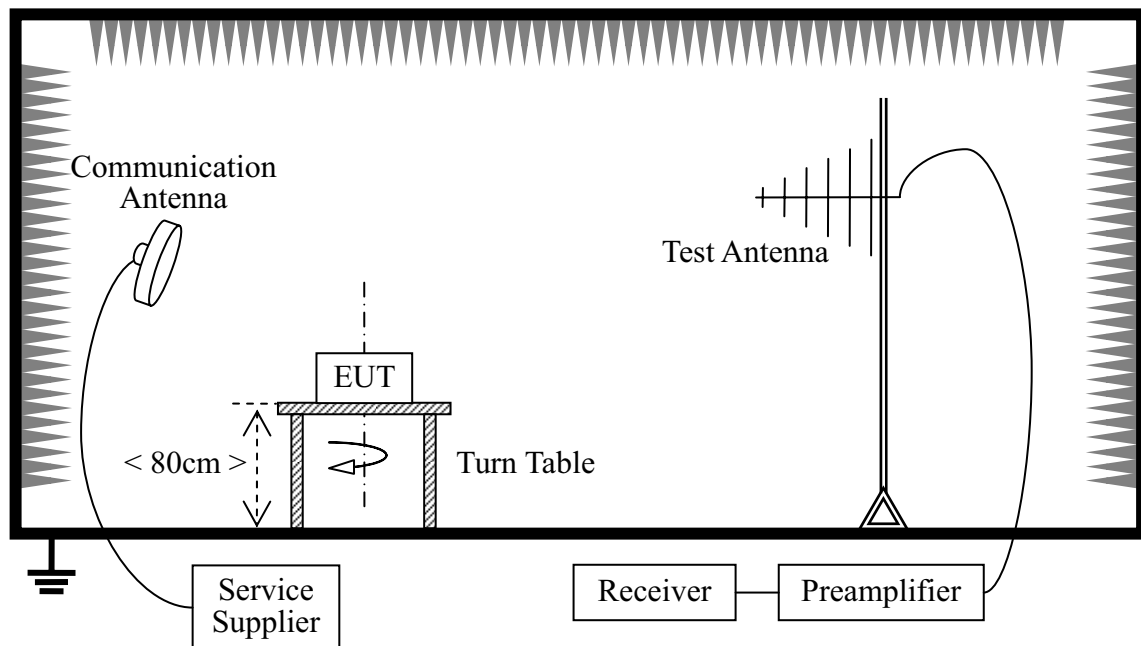 Communication
Antenna
Test Antenna
EUT
< 80cm >
Turn Table
Service
Supplier
Receiver
Preamplifier